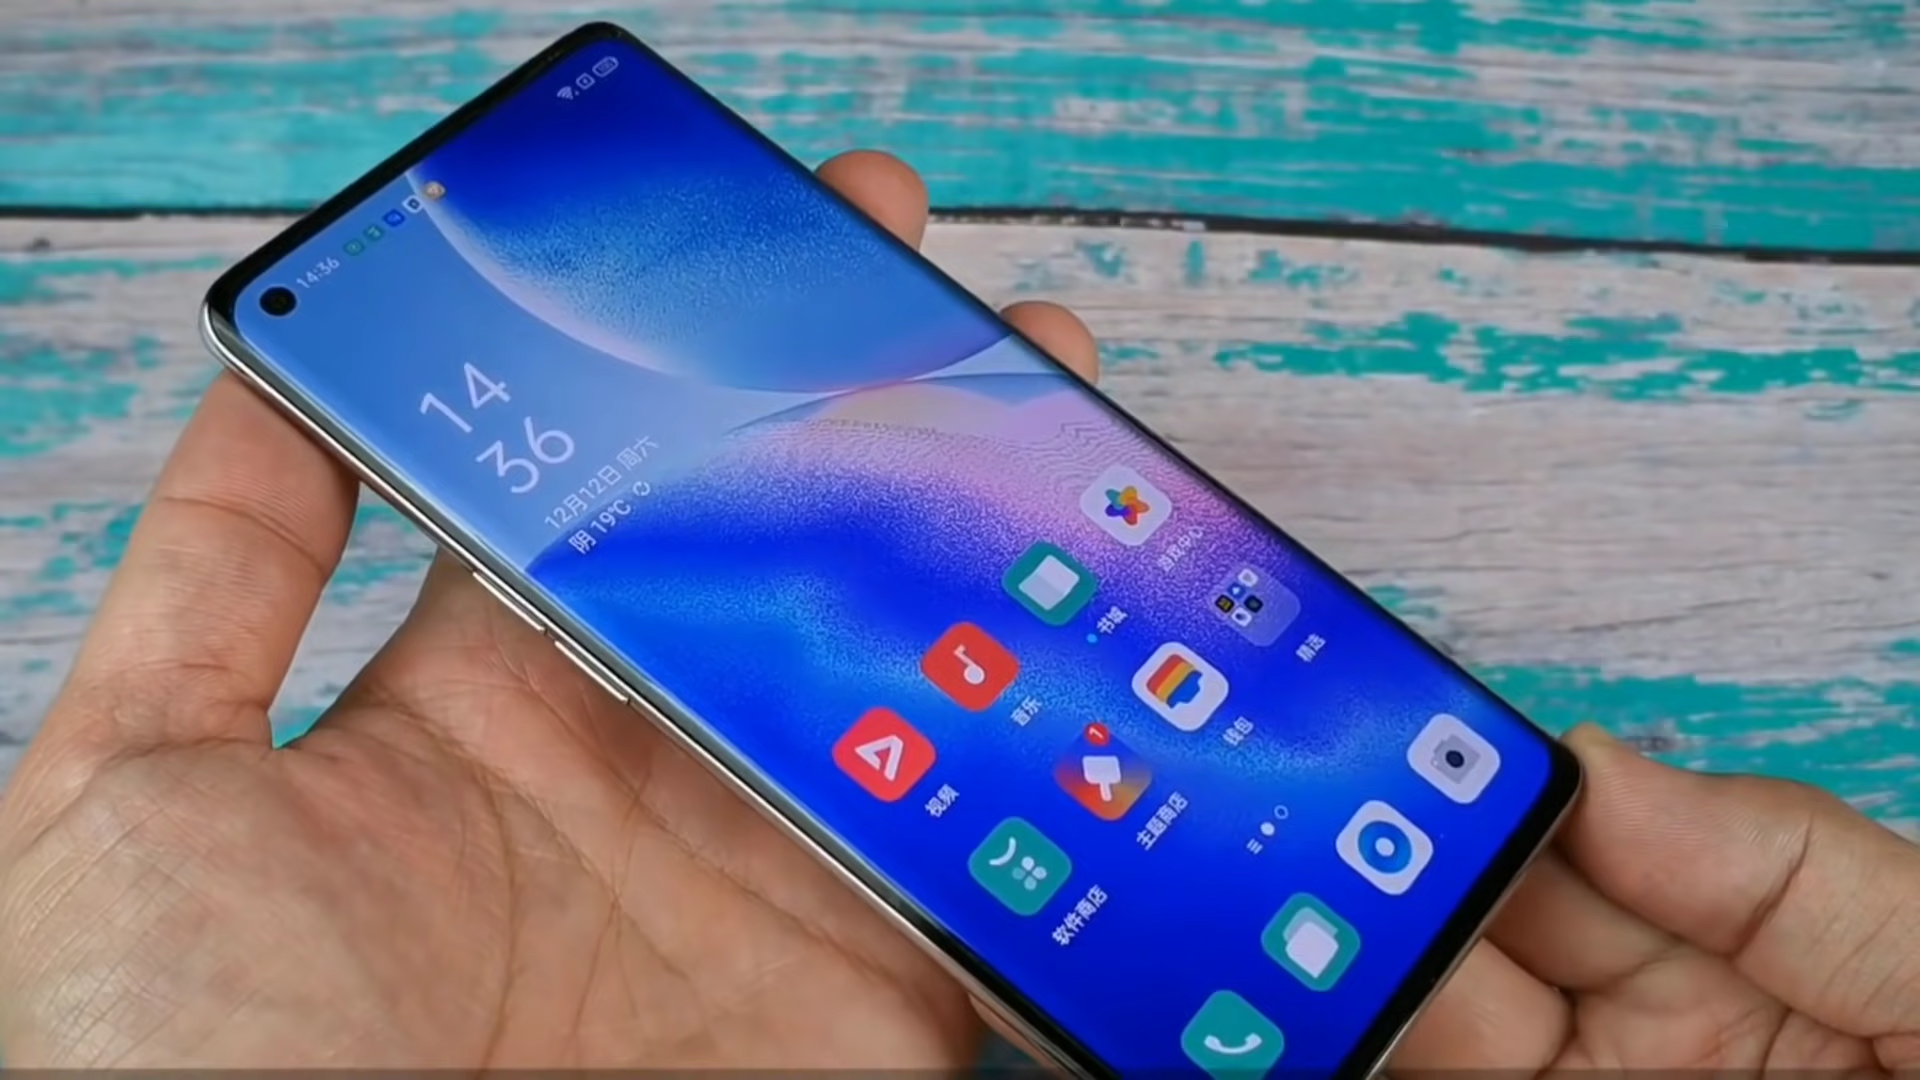 14:36
14
36
12月12日 周六
阴 19℃
游戏中心
书城
精选
音乐
钱包
视频
1
主题商店
软件商店